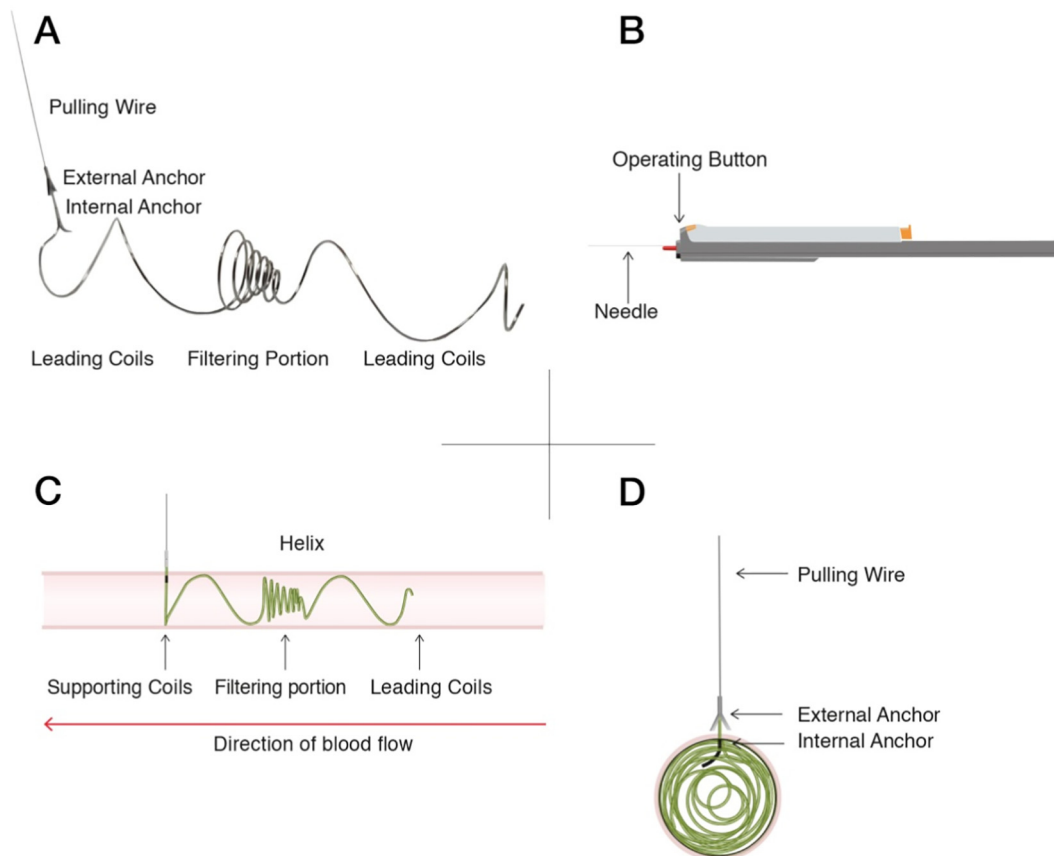 A
Pulling Wire
External Anchor
Internal Anchor
Leading Coils
Filtering Portion
Leading Coils
B
Operating Button
Needle
C
Helix
Supporting Coils
Filtering portion
Leading Coils
Direction of blood flow
D
Pulling Wire
External Anchor
Internal Anchor